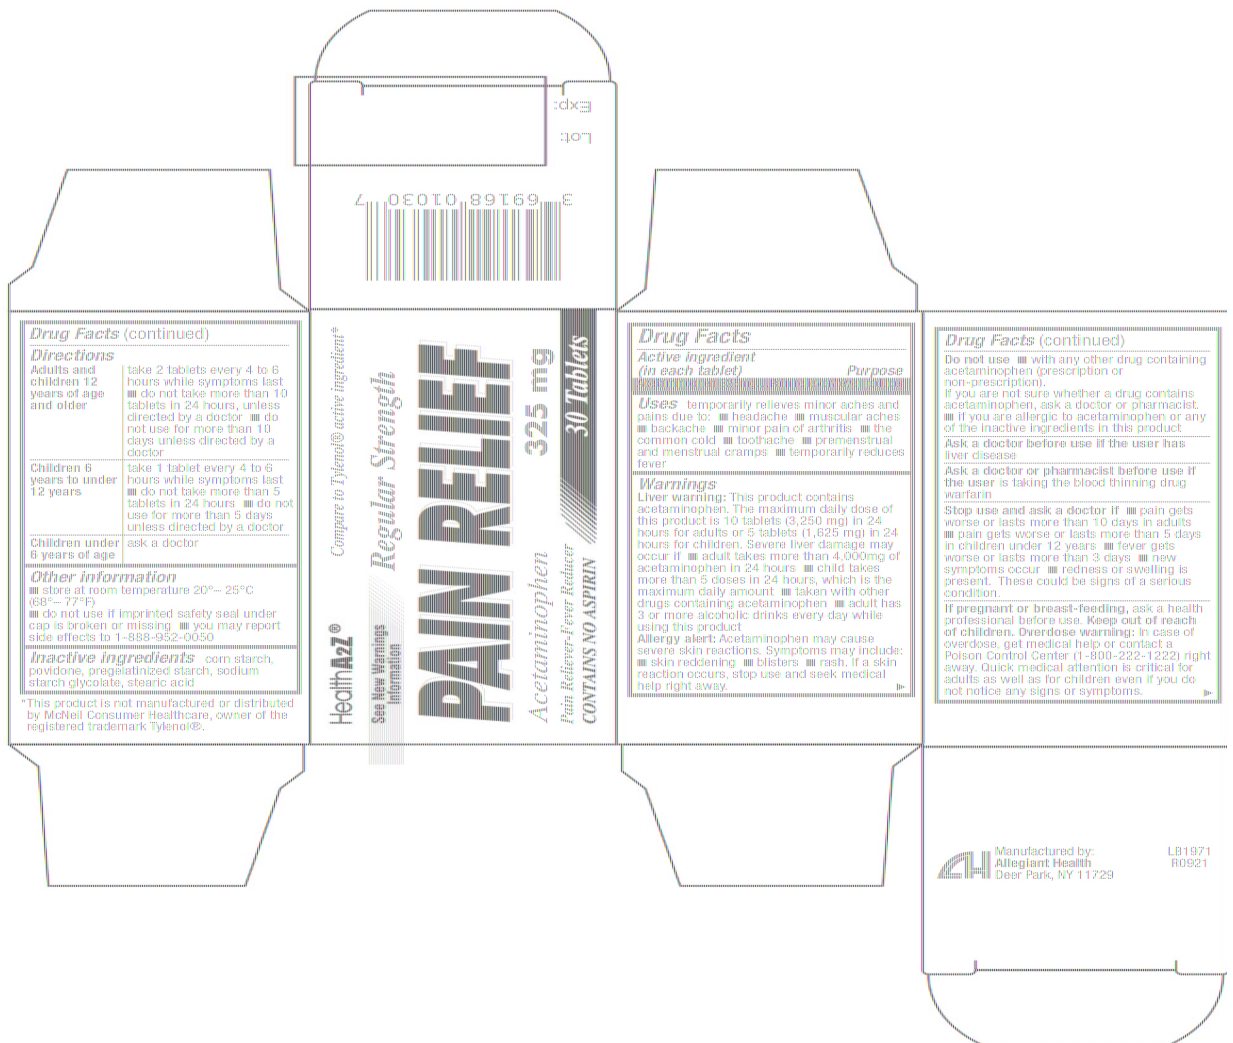 Lot:
Exp:
3 69168 01030 7
Drug Facts (continued)
Directions
Adults and children 12 years of age and older
take 2 tablets every 4 to 6
hours while symptoms last
do not take more than 10
tablets in 24 hours, unless
directed by a doctor do
not use for more than 10
days unless directed by a
doctor
Children 6 years to under 12 years
take 1 tablet every 4 to 6
hours while symptoms last
do not take more than 5
tablets in 24 hours do not
use for more than 5 days
unless directed by a doctor
Children under 6 years of age
ask a doctor
Other information
store at room temperature 20°– 25°C
(68°– 77°F)
do not use if imprinted safety seal under
cap is broken or missing you may report
side effects to 1-888-952-0050
Inactive ingredients corn starch,
povidone, pregelatinized starch, sodium
starch glycolate, stearic acid
*This product is not manufactured or distributed
by McNeil Consumer Healthcare, owner of the
registered trademark Tylenol®.
HealthA2Z®
Compare to Tylenol® active ingredient*
See New Warnings
Information
Regular Strength
PAIN RELIEF
Acetaminophen 325 mg
Pain Reliever-Fever Reducer
CONTAINS NO ASPIRIN
30 Tablets
Drug Facts
Active ingredient
(in each tablet) Purpose
Uses temporarily relieves minor aches and
pains due to: headache muscular aches
backache minor pain of arthritis the
common cold toothache premenstrual
and menstrual cramps temporarily reduces
fever
Warnings
Liver warning: This product contains
acetaminophen. The maximum daily dose of
this product is 10 tablets (3,250 mg) in 24
hours for adults or 5 tablets (1,625 mg) in 24
hours for children. Severe liver damage may
occur if adult takes more than 4,000mg of
acetaminophen in 24 hours child takes
more than 5 doses in 24 hours, which is the
maximum daily amount taken with other
drugs containing acetaminophen adult has
3 or more alcoholic drinks every day while
using this product
Allergy alert: Acetaminophen may cause
severe skin reactions. Symptoms may include:
skin reddening blisters rash. If a skin
reaction occurs, stop use and seek medical
help right away.
Drug Facts (continued)
Do not use with any other drug containing
acetaminophen (prescription or
non-prescription).
If you are not sure whether a drug contains
acetaminophen, ask a doctor or pharmacist.
if you are allergic to acetaminophen or any
of the inactive ingredients in this product
Ask a doctor before use if the user has
liver disease
Ask a doctor or pharmacist before use if
the user is taking the blood thinning drug
warfarin
Stop use and ask a doctor if pain gets
worse or lasts more than 10 days in adults
pain gets worse or lasts more than 5 days
in children under 12 years fever gets
worse or lasts more than 3 days new
symptoms occur redness or swelling is
present. These could be signs of a serious
condition.
If pregnant or breast-feeding, ask a health
professional before use. Keep out of reach
of children. Overdose warning: In case of
overdose, get medical help or contact a
Poison Control Center (1-800-222-1222) right
away. Quick medical attention is critical for
adults as well as for children even if you do
not notice any signs or symptoms.
AH
Manufactured by:
Allegiant Health
Deer Park, NY 11729
LB1971
R0921